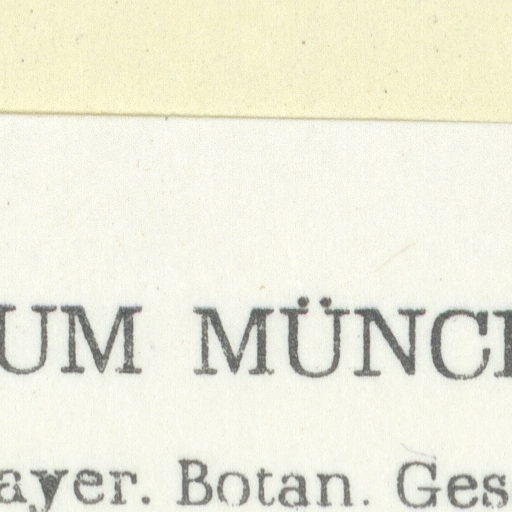 UM MÜNC
ayer. Botan. Ges